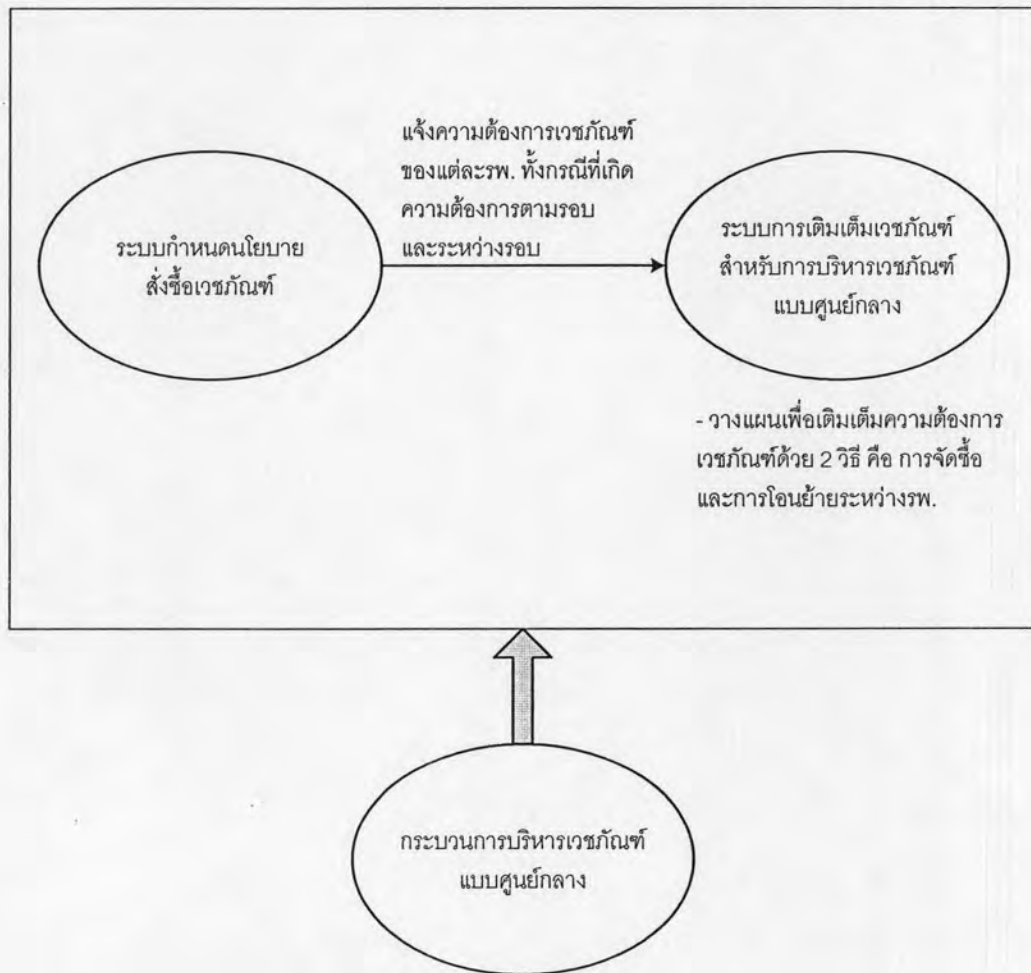 แจ้งความต้องการเวชภัณฑ์
ของแต่ละรพ. ทั้งกรณีที่เกิด
ความต้องการตามรอบ
และระหว่างรอบ
ระบบกำหนดนโยบาย
สั่งซื้อเวชภัณฑ์
ระบบการเติมเต็มเวชภัณฑ์
สำหรับการบริหารเวชภัณฑ์
แบบศูนย์กลาง
- วางแผนเพื่อเติมเต็มความต้องการ
เวชภัณฑ์ด้วย 2 วิธี คือ การจัดซื้อ
และการโอนย้ายระหว่างรพ.
กระบวนการบริหารเวชภัณฑ์
แบบศูนย์กลาง